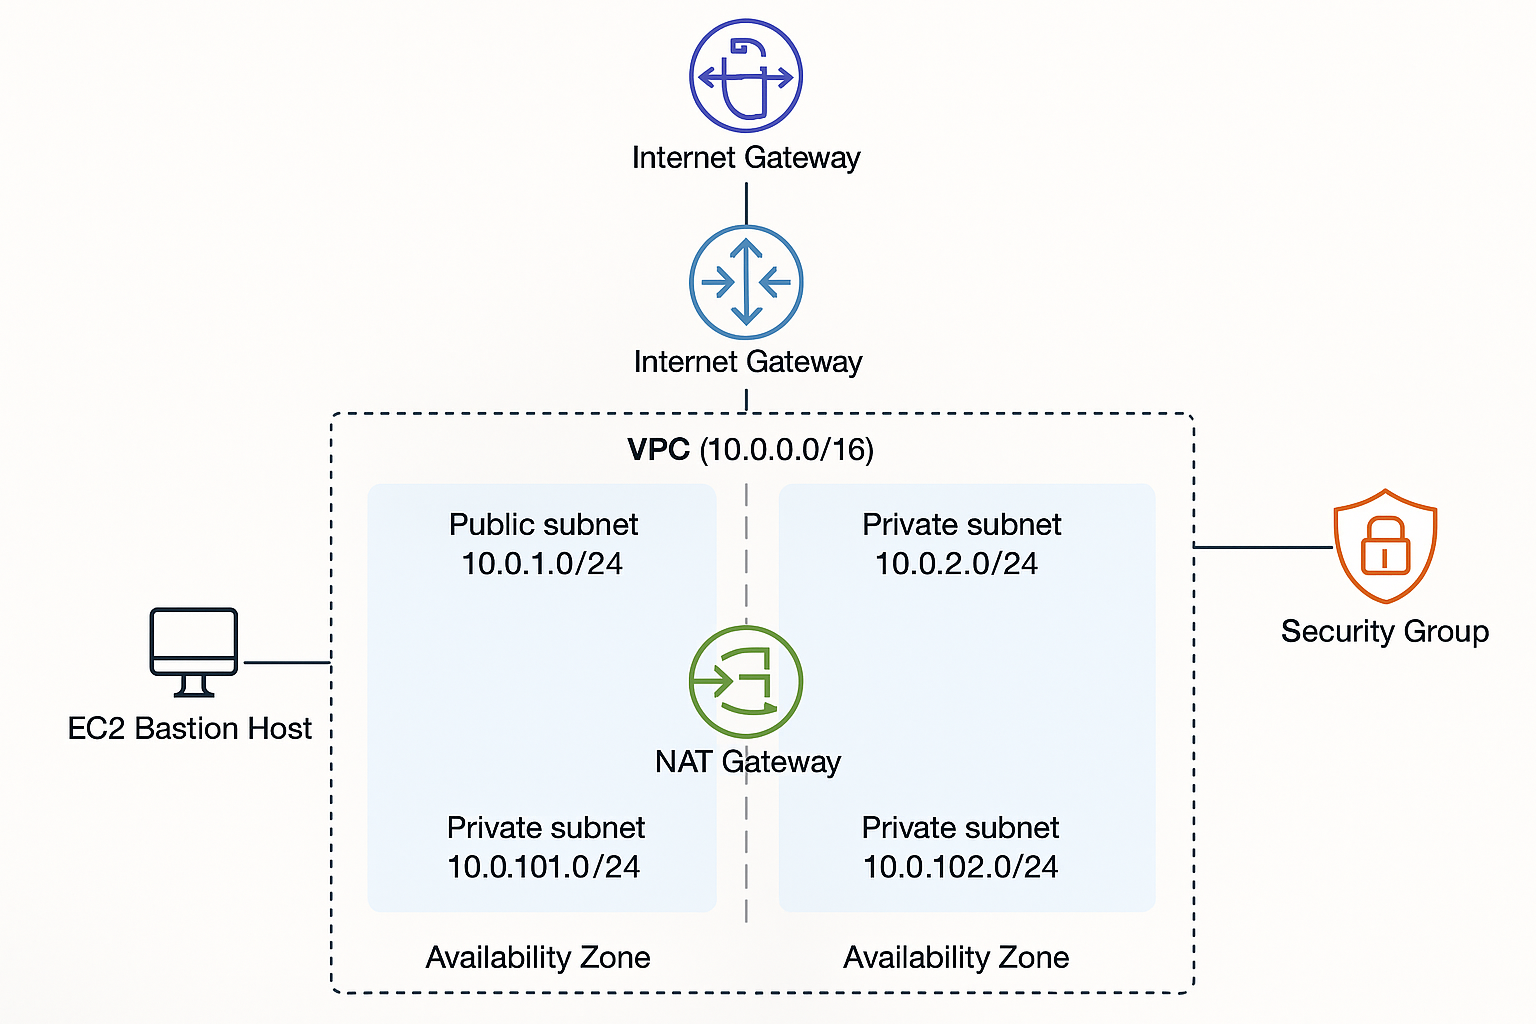 Internet Gateway
Internet Gateway
VPC (10.0.0.0/16)
Public subnet
10.0.1.0/24
Private subnet
10.0.2.0/24
Security Group
EC2 Bastion Host
NAT Gateway
Private subnet
10.0.101.0/24
Private subnet
10.0.102.0/24
Availability Zone
Availability Zone